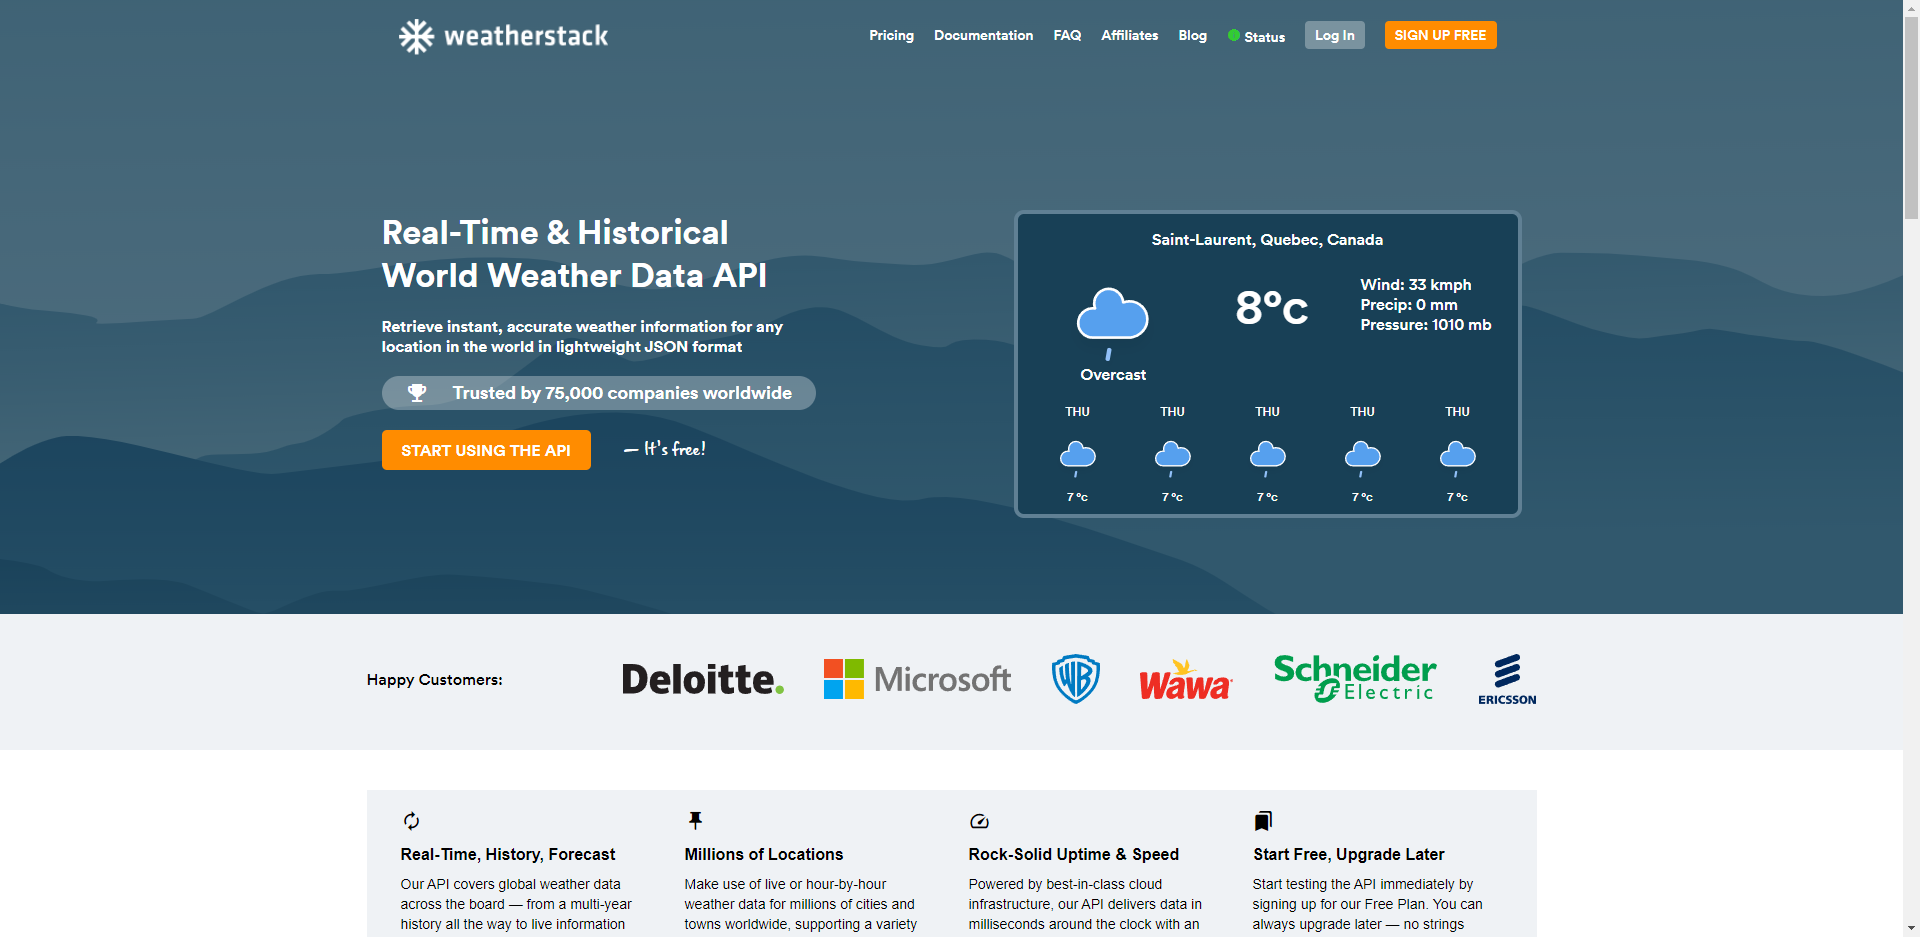 weatherstack
Pricing Documentation FAQ Affiliates Blog Status Log In SIGN UP FREE
Real-Time & Historical
World Weather Data API
Retrieve instant, accurate weather information for any
location in the world in lightweight JSON format
Trusted by 75,000 companies worldwide
START USING THE API
— It's free!
Saint-Laurent, Quebec, Canada
Overcast
8°c
Wind: 33 kmph
Precip: 0 mm
Pressure: 1010 mb
THU THU THU THU THU
7 °c 7 °c 7 °c 7 °c 7 °c
Happy Customers:
Deloitte.
Microsoft
WB
Wawa
Schneider
Electric
ERICSSON
Real-Time, History, Forecast
Our API covers global weather data
across the board — from a multi-year
history all the way to live information
Millions of Locations
Make use of live or hour-by-hour
weather data for millions of cities and
towns worldwide, supporting a variety
Rock-Solid Uptime & Speed
Powered by best-in-class cloud
infrastructure, our API delivers data in
milliseconds around the clock with an
Start Free, Upgrade Later
Start testing the API immediately by
signing up for our Free Plan. You can
always upgrade later — no strings